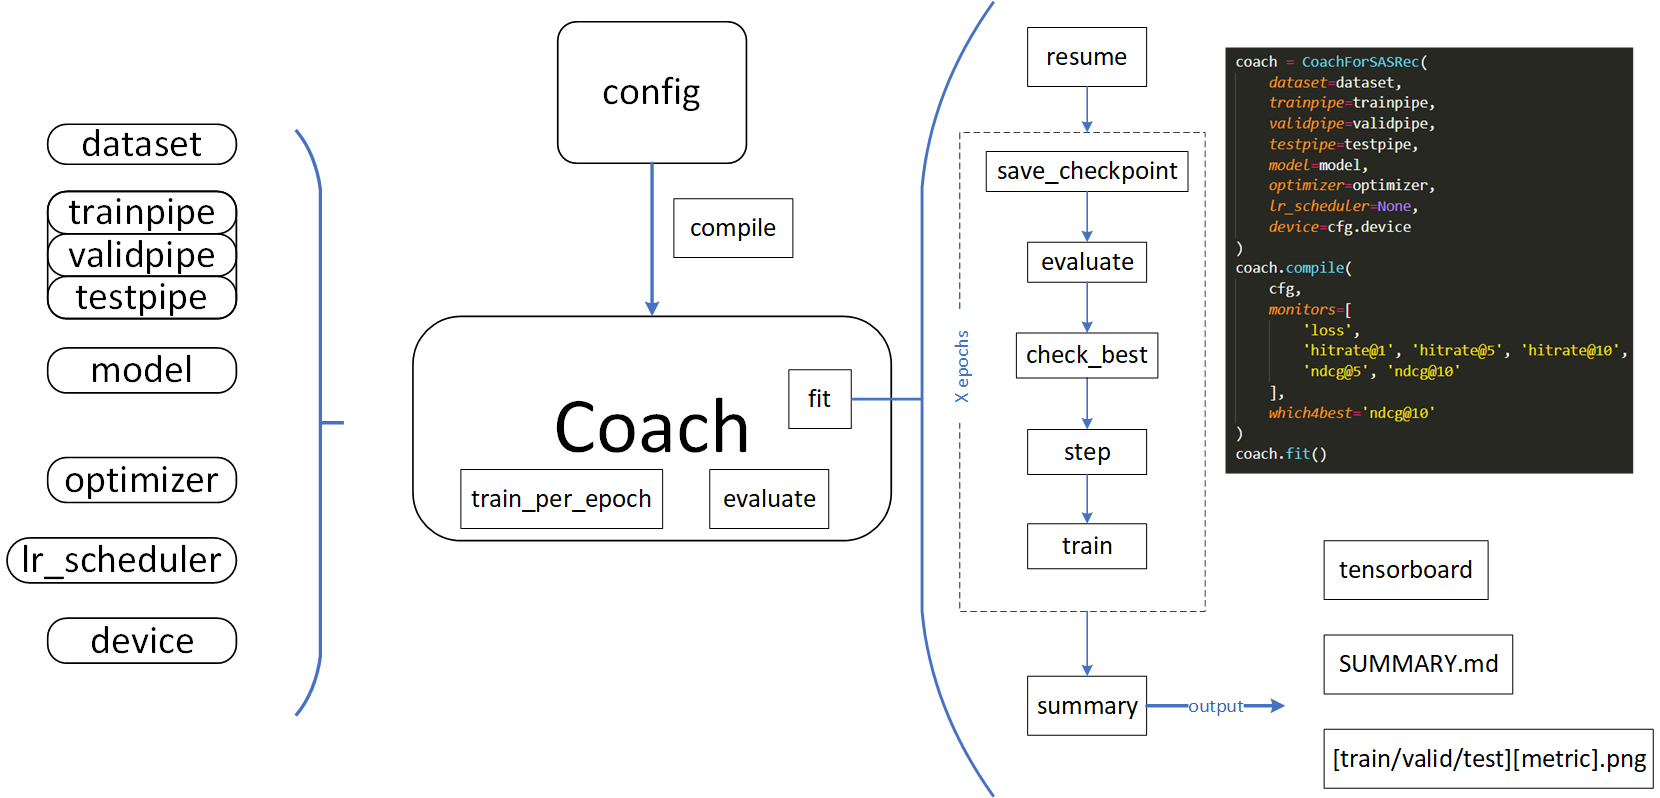 dataset
trainpipe
validpipe
testpipe
model
optimizer
lr_scheduler
device
config
compile
Coach
fit
train_per_epoch
evaluate
resume
save_checkpoint
evaluate
check_best
step
train
X epochs
summary
output
coach = CoachForSASRec(
    dataset=dataset,
    trainpipe=trainpipe,
    validpipe=validpipe,
    testpipe=testpipe,
    model=model,
    optimizer=optimizer,
    lr_scheduler=None,
    device=cfg.device
)
coach.compile(
    cfg,
    monitors=[
        'loss',
        'hitrate@1', 'hitrate@5', 'hitrate@10',
        'ndcg@5', 'ndcg@10'
    ],
    which4best='ndcg@10'
)
coach.fit()
tensorboard
SUMMARY.md
[train/valid/test][metric].png